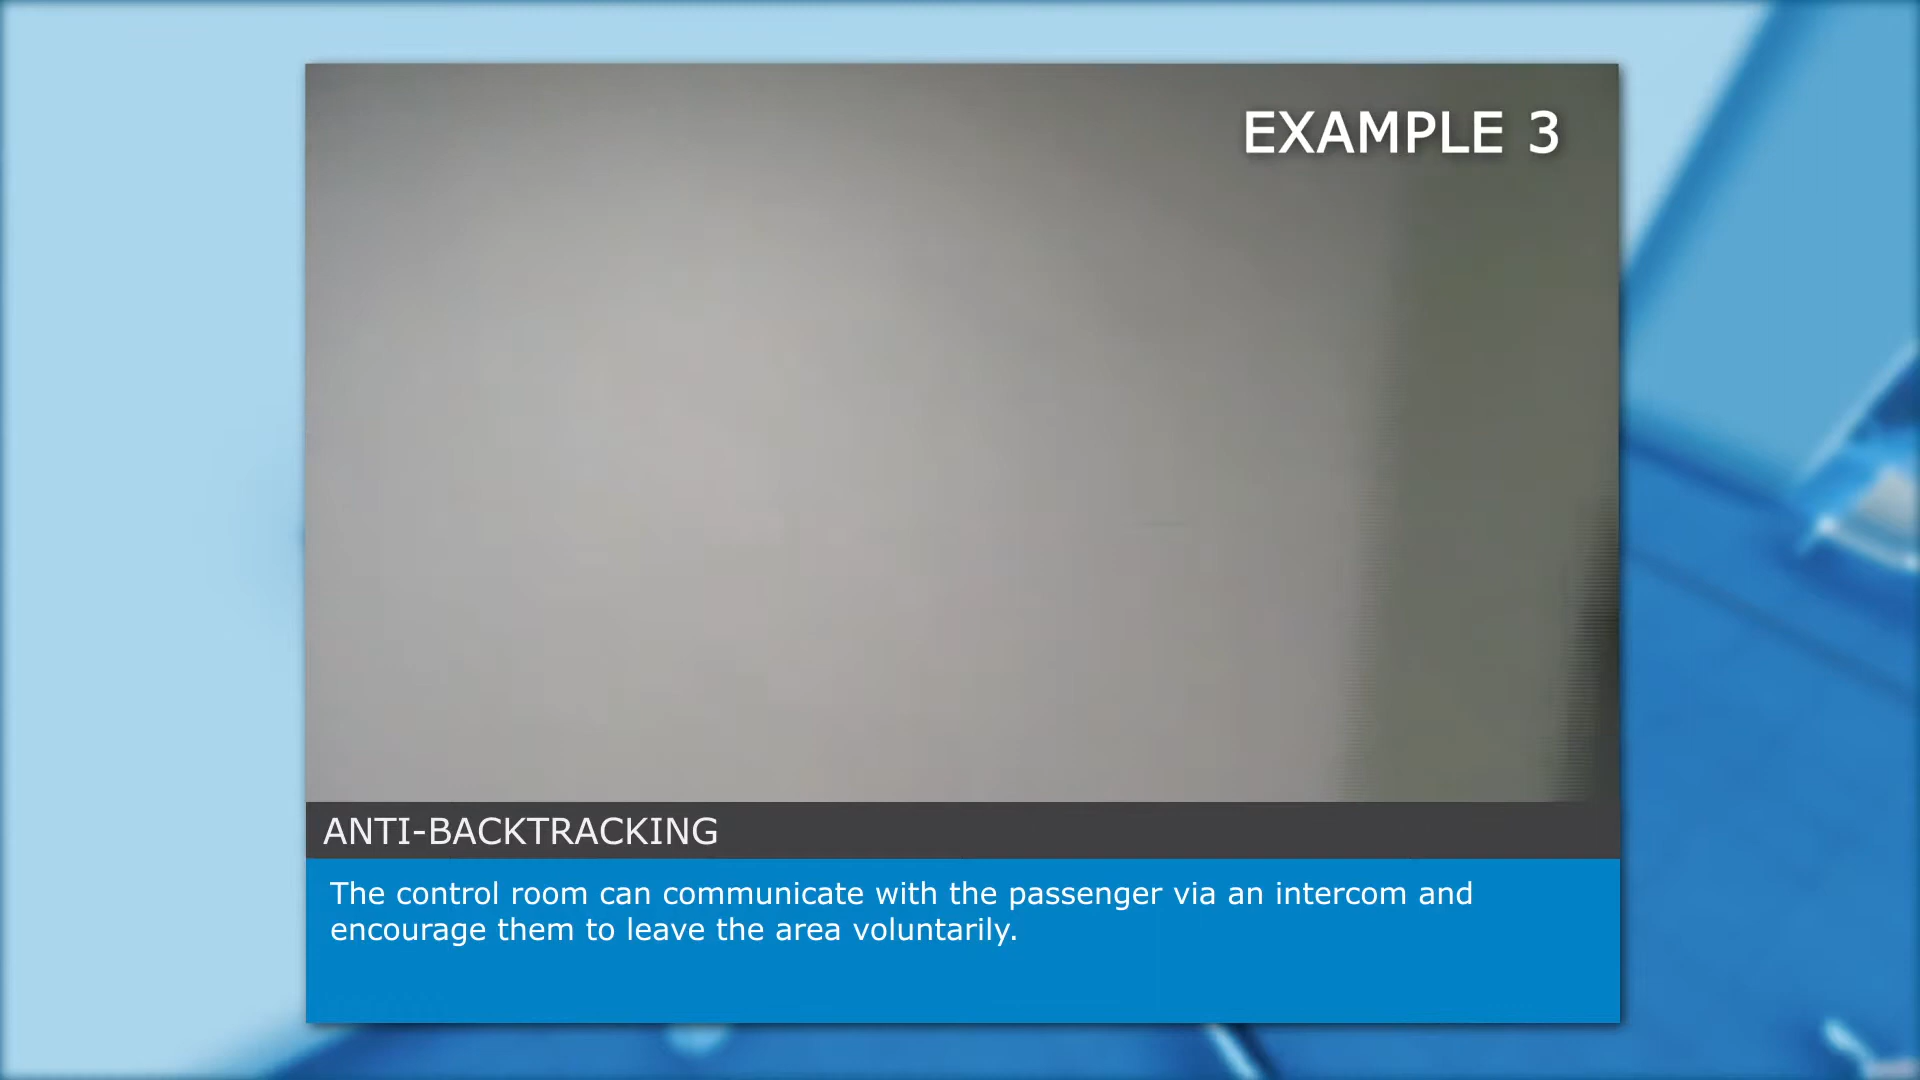 EXAMPLE 3
ANTI-BACKTRACKING
The control room can communicate with the passenger via an intercom and
encourage them to leave the area voluntarily.